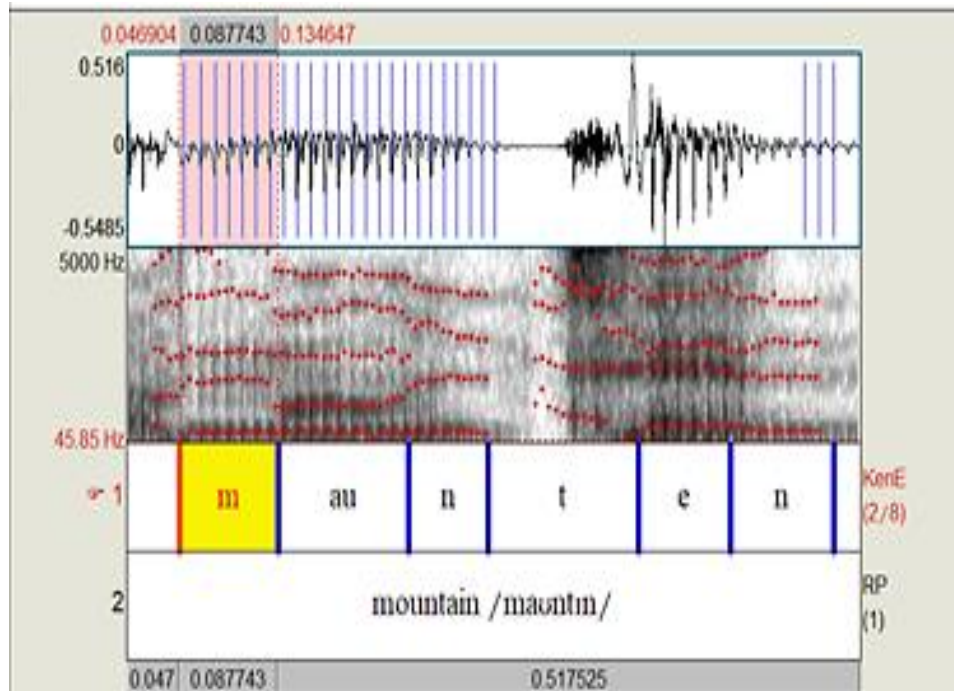 0.046904 0.087743 0.134647
0.516
0
-0.5485
5000 Hz
45.85 Hz
☞ 1 m au n t e n KenE (2/8)
2 mountain /maʊntɪn/ RP (1)
0.047 0.087743 0.517525